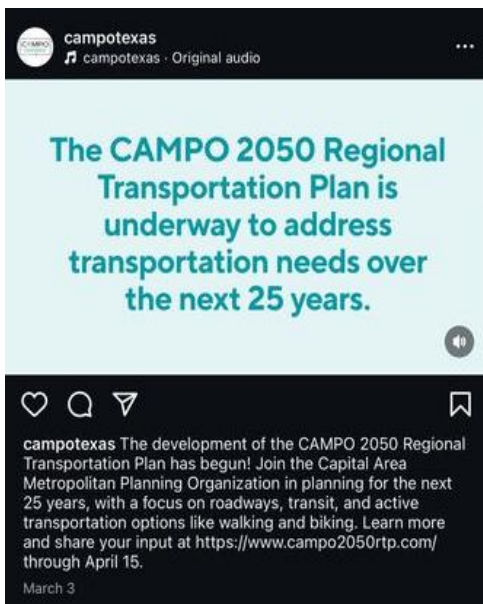 campotexas
campotexas · Original audio
CAMPO
The CAMPO 2050 Regional
Transportation Plan is
underway to address
transportation needs over
the next 25 years.
campotexas The development of the CAMPO 2050 Regional
Transportation Plan has begun! Join the Capital Area
Metropolitan Planning Organization in planning for the next
25 years, with a focus on roadways, transit, and active
transportation options like walking and biking. Learn more
and share your input at https://www.campo2050rtp.com/
through April 15.
March 3